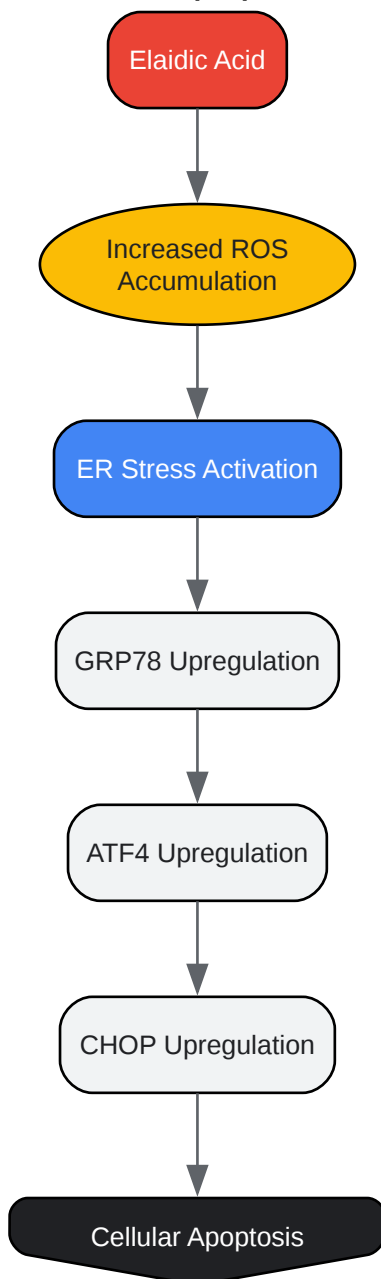 Elaidic Acid
Increased ROS
Accumulation
ER Stress Activation
GRP78 Upregulation
ATF4 Upregulation
CHOP Upregulation
Cellular Apoptosis